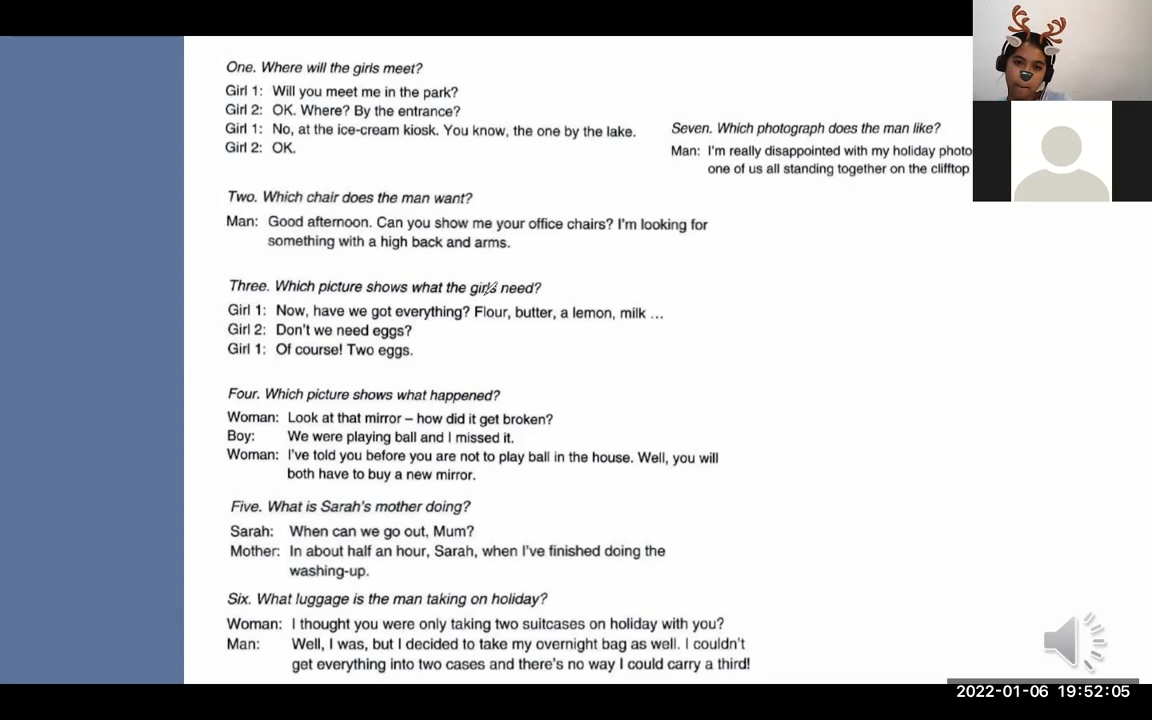 One. Where will the girls meet?
Girl 1: Will you meet me in the park?
Girl 2: OK. Where? By the entrance?
Girl 1: No, at the ice-cream kiosk. You know, the one by the lake.
Girl 2: OK.
Seven. Which photograph does the man like?
Man: I'm really disappointed with my holiday photo
one of us all standing together on the clifftop
Two. Which chair does the man want?
Man: Good afternoon. Can you show me your office chairs? I'm looking for
something with a high back and arms.
Three. Which picture shows what the girls need?
Girl 1: Now, have we got everything? Flour, butter, a lemon, milk ...
Girl 2: Don't we need eggs?
Girl 1: Of course! Two eggs.
Four. Which picture shows what happened?
Woman: Look at that mirror – how did it get broken?
Boy: We were playing ball and I missed it.
Woman: I've told you before you are not to play ball in the house. Well, you will
both have to buy a new mirror.
Five. What is Sarah's mother doing?
Sarah: When can we go out, Mum?
Mother: In about half an hour, Sarah, when I've finished doing the
washing-up.
Six. What luggage is the man taking on holiday?
Woman: I thought you were only taking two suitcases on holiday with you?
Man: Well, I was, but I decided to take my overnight bag as well. I couldn't
get everything into two cases and there's no way I could carry a third!
2022-01-06 19:52:05